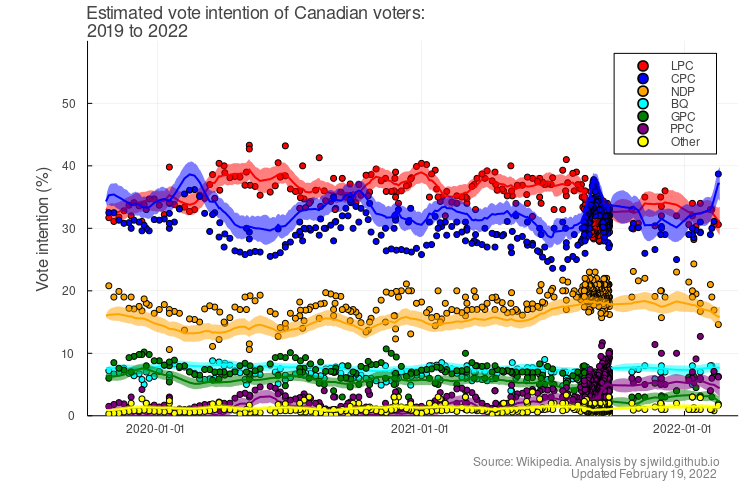 Estimated vote intention of Canadian voters:
2019 to 2022
LPC
CPC
NDP
BQ
GPC
PPC
Other
Vote intention (%)
50
40
30
20
10
0
2020-01-01
2021-01-01
2022-01-01
Source: Wikipedia. Analysis by sjwild.github.io
Updated February 19, 2022